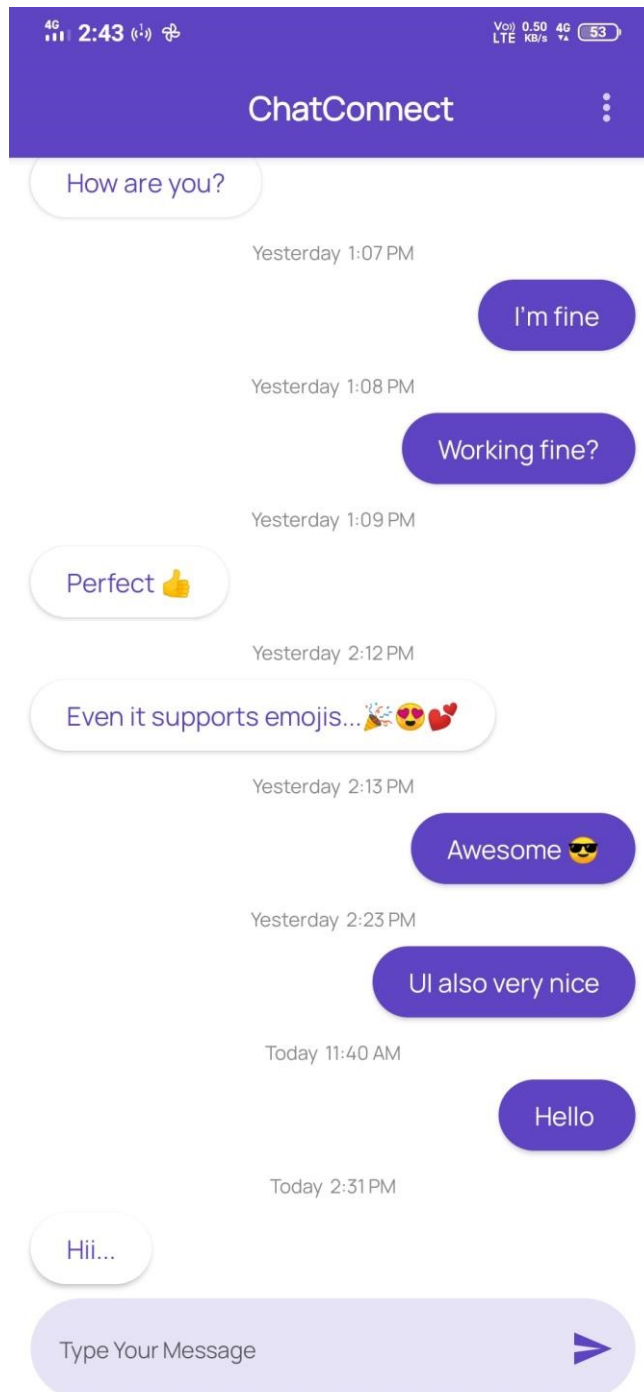 4G 2:43 Vo)) LTE 0.50 KB/s 4G 53
ChatConnect
How are you?
Yesterday 1:07 PM
I'm fine
Yesterday 1:08 PM
Working fine?
Yesterday 1:09 PM
Perfect 👍
Yesterday 2:12 PM
Even it supports emojis...🎉😍💕
Yesterday 2:13 PM
Awesome 😎
Yesterday 2:23 PM
UI also very nice
Today 11:40 AM
Hello
Today 2:31 PM
Hii...
Type Your Message